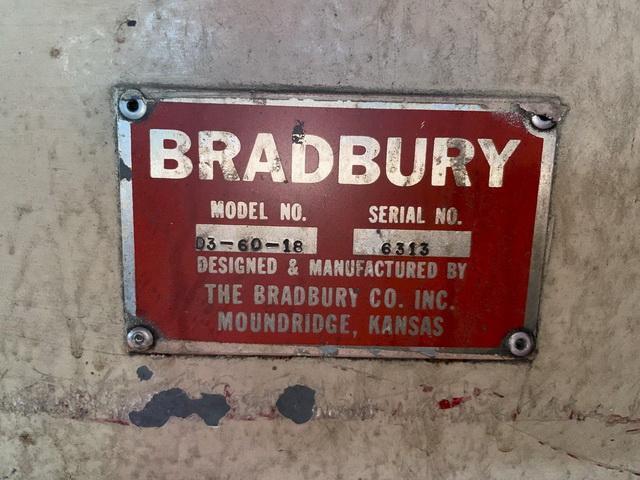 BRADBURY
MODEL NO. SERIAL NO.
D3-60-18 6313
DESIGNED & MANUFACTURED BY
THE BRADBURY CO. INC.
MOUNDRIDGE, KANSAS